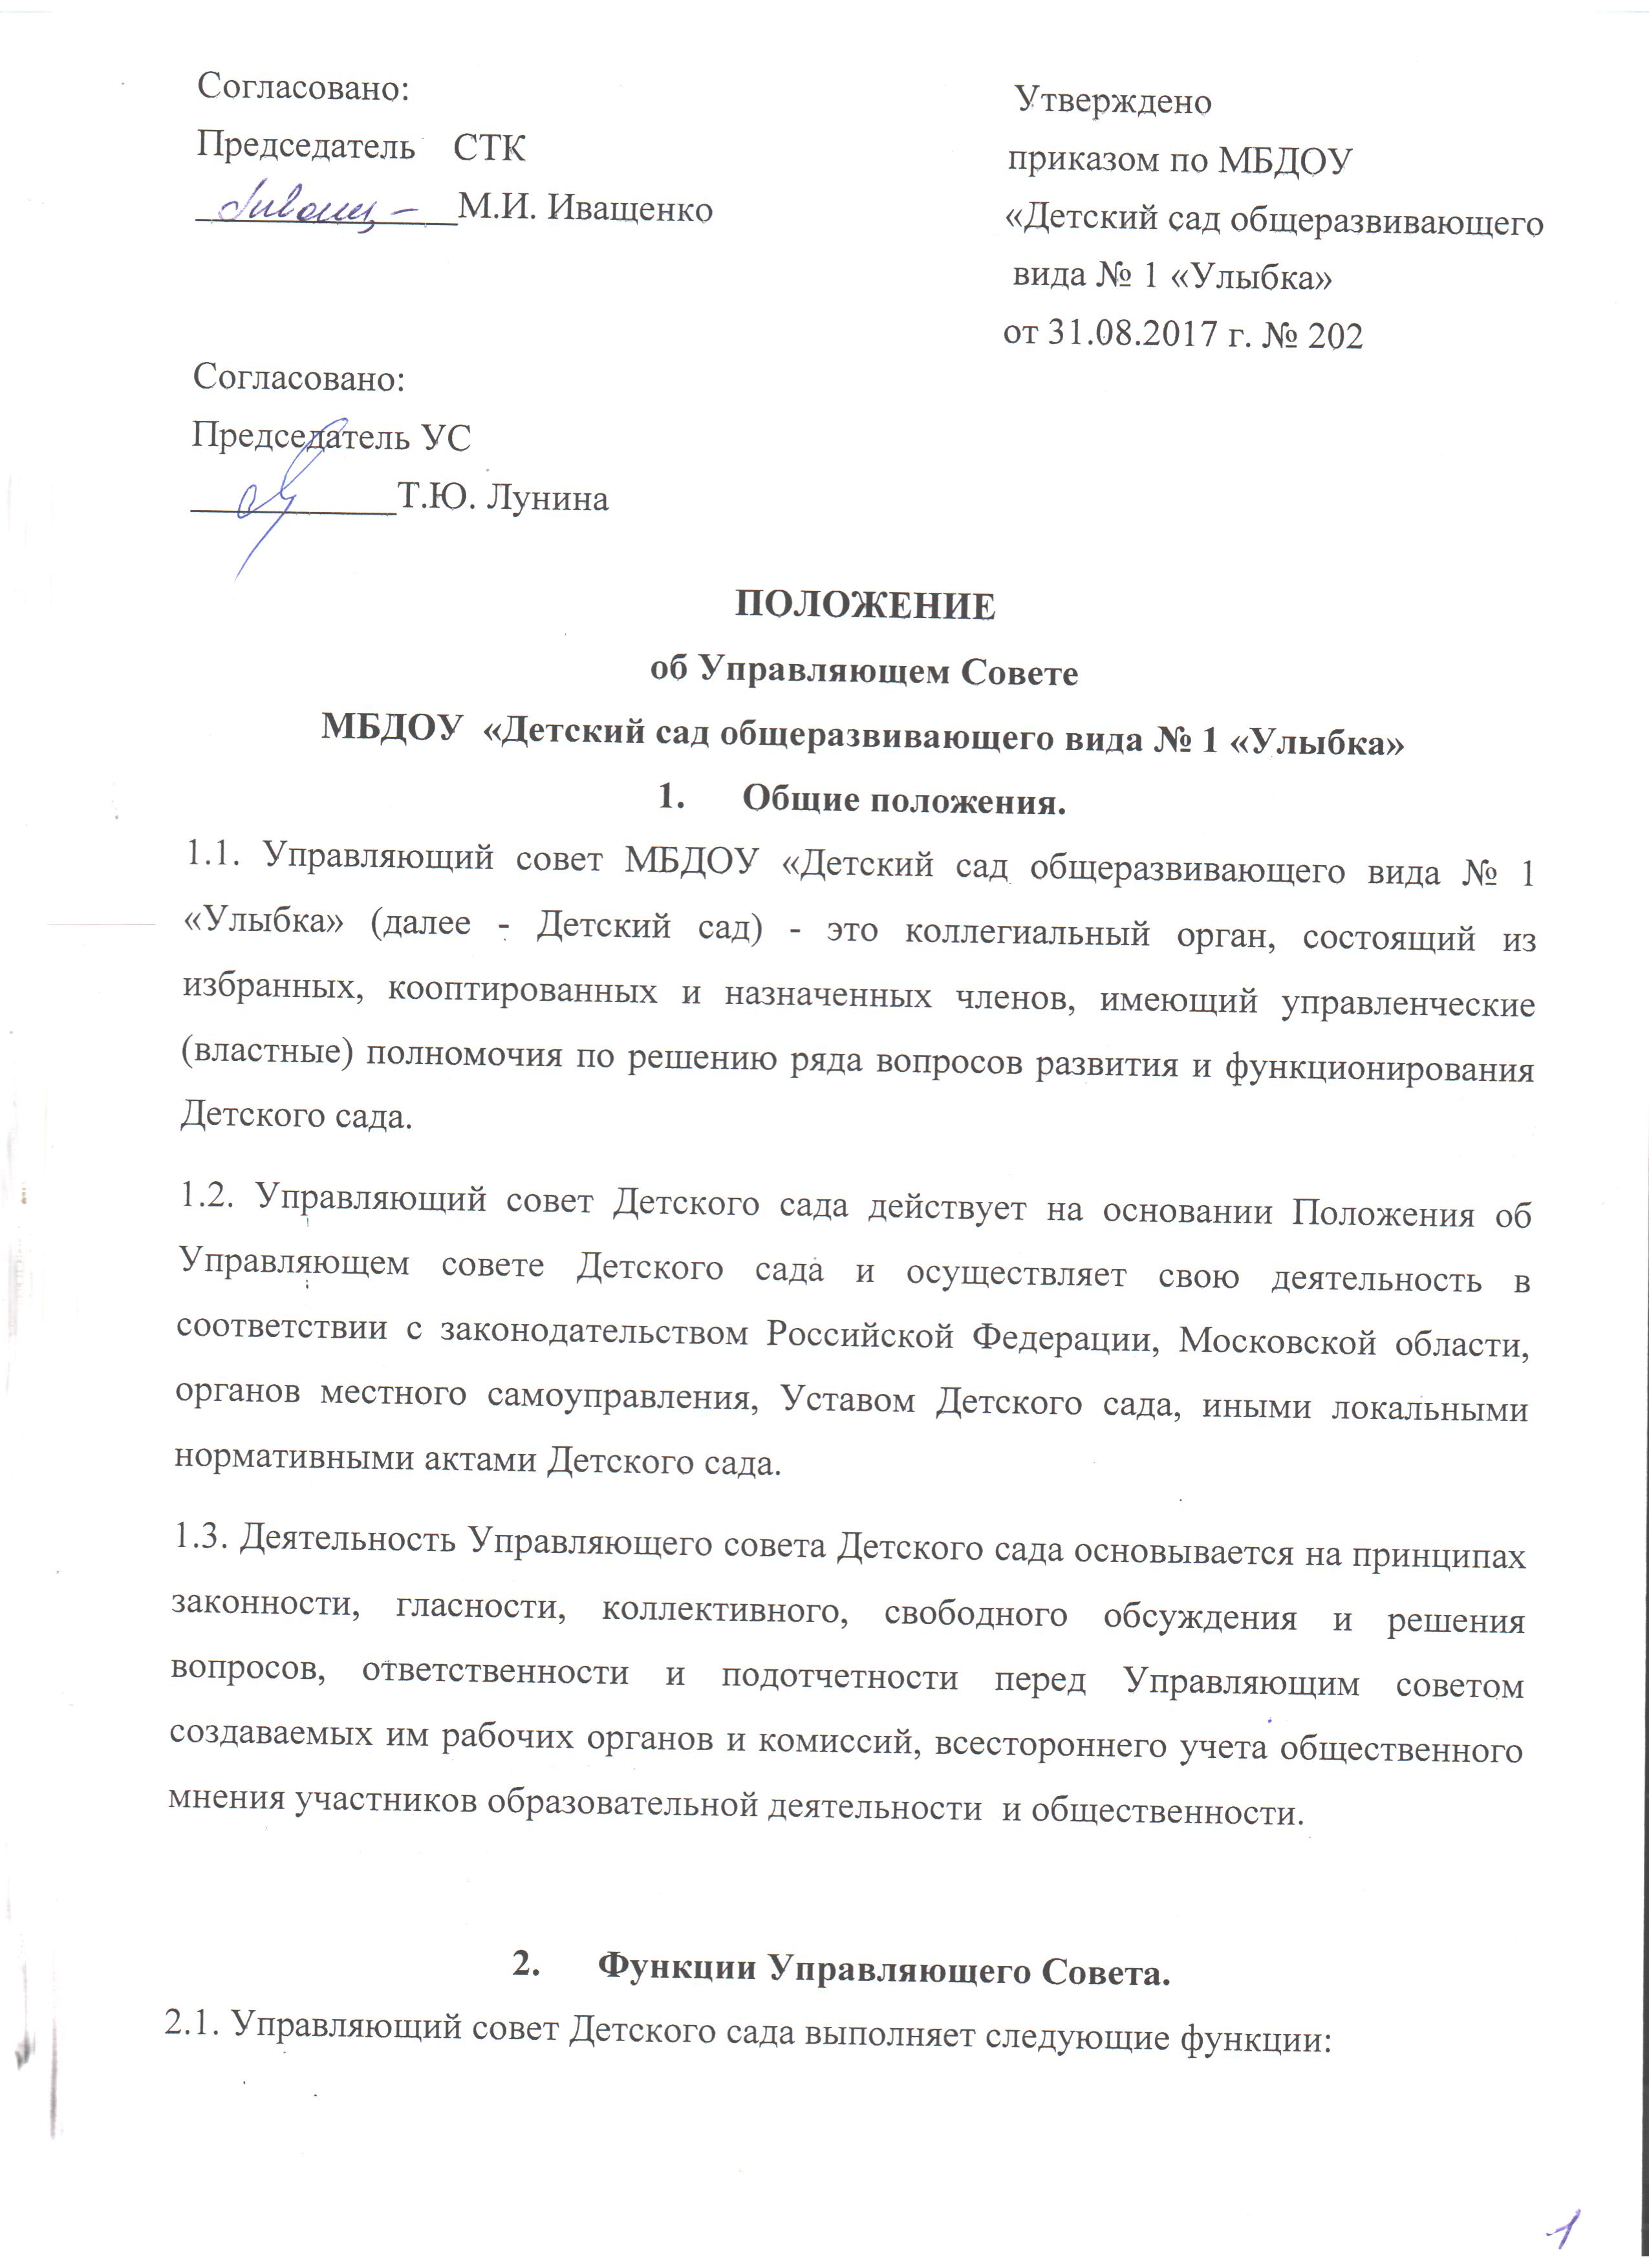 Согласовано:
Председатель СТК
М.И. Иващенко
Утверждено
приказом по МБДОУ
«Детский сад общеразвивающего
вида № 1 «Улыбка»
от 31.08.2017 г. № 202
Согласовано:
Председатель УС
Т.Ю. Лунина
ПОЛОЖЕНИЕ
об Управляющем Совете
МБДОУ «Детский сад общеразвивающего вида № 1 «Улыбка»
1. Общие положения.
1.1. Управляющий совет МБДОУ «Детский сад общеразвивающего вида № 1
«Улыбка» (далее - Детский сад) - это коллегиальный орган, состоящий из
избранных, кооптированных и назначенных членов, имеющий управленческие
(властные) полномочия по решению ряда вопросов развития и функционирования
Детского сада.
1.2. Управляющий совет Детского сада действует на основании Положения об
Управляющем совете Детского сада и осуществляет свою деятельность в
соответствии с законодательством Российской Федерации, Московской области,
органов местного самоуправления, Уставом Детского сада, иными локальными
нормативными актами Детского сада.
1.3. Деятельность Управляющего совета Детского сада основывается на принципах
законности, гласности, коллективного, свободного обсуждения и решения
вопросов, ответственности и подотчетности перед Управляющим советом
создаваемых им рабочих органов и комиссий, всестороннего учета общественного
мнения участников образовательной деятельности и общественности.
2. Функции Управляющего Совета.
2.1. Управляющий совет Детского сада выполняет следующие функции:
1